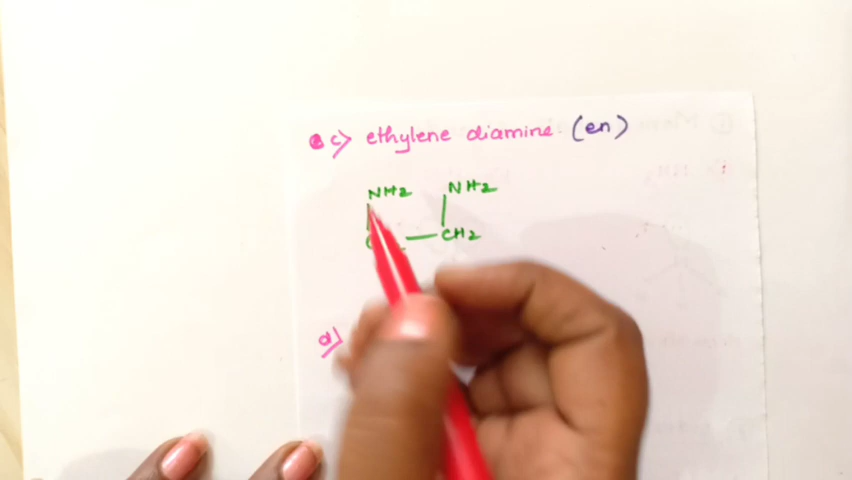 c) ethylene diamine (en)
NH2 NH2
— CH2
d)